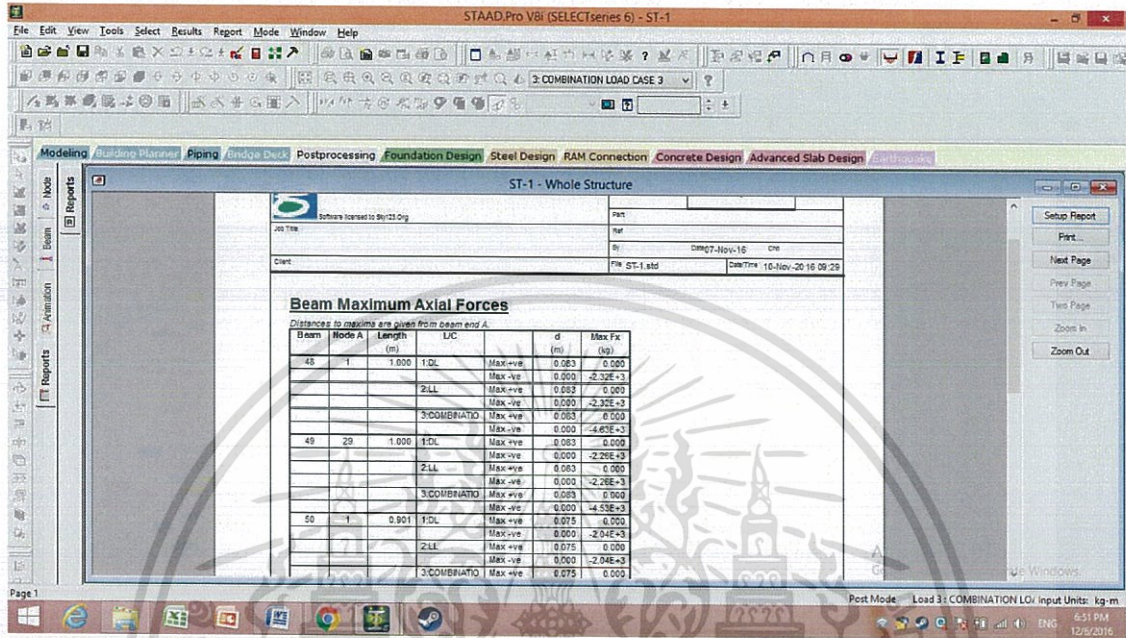 STAAD.Pro V8i (SELECTseries 6) - ST-1
File Edit View Tools Select Results Report Mode Window Help
3: COMBINATION LOAD CASE 3
Modeling Building Planner Piping Bridge Deck Postprocessing Foundation Design Steel Design RAM Connection Concrete Design Advanced Slab Design Earthquake
ST-1 - Whole Structure
Node
Beam
Animation
Reports
Reports
Software licensed to Sky123.Org
Job Title
Client
Part
Ref
By Date 07-Nov-16 Chd
File ST-1.std Date/Time 10-Nov-2016 09:29
Setup Report
Print...
Next Page
Prev Page
Two Page
Zoom In
Zoom Out
Beam Maximum Axial Forces
Distances to maxima are given from beam end A.
Beam Node A Length L/C d Max Fx
(m) (m) (kg)
48 1 1.000 1:DL Max +ve 0.083 0.000
Max -ve 0.000 -2.32E+3
2:LL Max +ve 0.083 0.000
Max -ve 0.000 -2.32E+3
3:COMBINATIO Max +ve 0.083 0.000
Max -ve 0.000 -4.63E+3
49 29 1.000 1:DL Max +ve 0.083 0.000
Max -ve 0.000 -2.26E+3
2:LL Max +ve 0.083 0.000
Max -ve 0.000 -2.26E+3
3:COMBINATIO Max +ve 0.083 0.000
Max -ve 0.000 -4.53E+3
50 1 0.901 1:DL Max +ve 0.075 0.000
Max -ve 0.000 -2.04E+3
2:LL Max +ve 0.075 0.000
Max -ve 0.000 -2.04E+3
3:COMBINATIO Max +ve 0.075 0.000
Page 1
Post Mode Load 3 : COMBINATION LO Input Units: kg-m
ENG 6:51 PM
12/6/2016